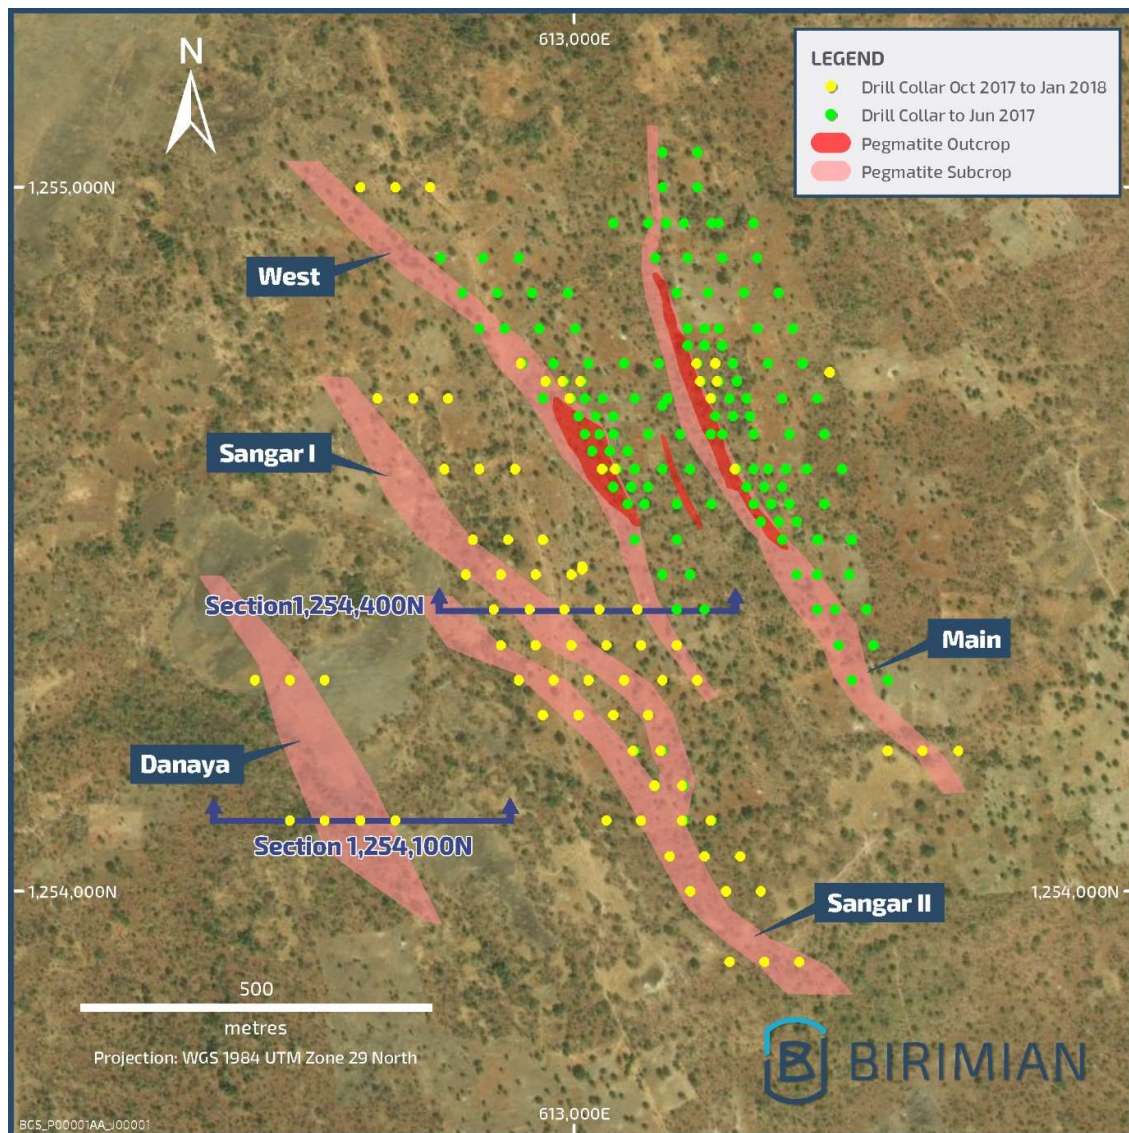 613,000E
N
LEGEND
Drill Collar Oct 2017 to Jan 2018
Drill Collar to Jun 2017
Pegmatite Outcrop
Pegmatite Subcrop
1,255,000N
West
Sangar I
Section1,254,400N
Main
Danaya
Section 1,254,100N
1,254,000N
1,254,000N
Sangar II
500
metres
Projection: WGS 1984 UTM Zone 29 North
B BIRIMIAN
613,000E
BGS_P00001AA_J00001